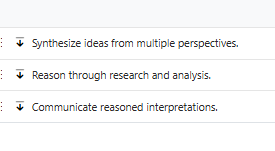 Synthesize ideas from multiple perspectives.
Reason through research and analysis.
Communicate reasoned interpretations.